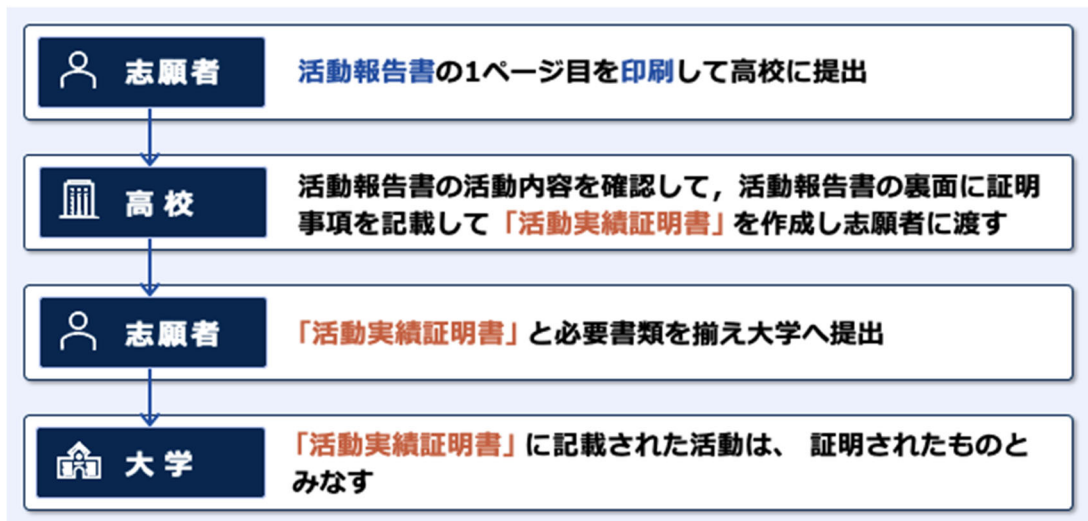 志願者
活動報告書の1ページ目を印刷して高校に提出
高校
活動報告書の活動内容を確認して，活動報告書の裏面に証明
事項を記載して「活動実績証明書」を作成し志願者に渡す
志願者
「活動実績証明書」と必要書類を揃え大学へ提出
大学
「活動実績証明書」に記載された活動は、 証明されたものと
みなす